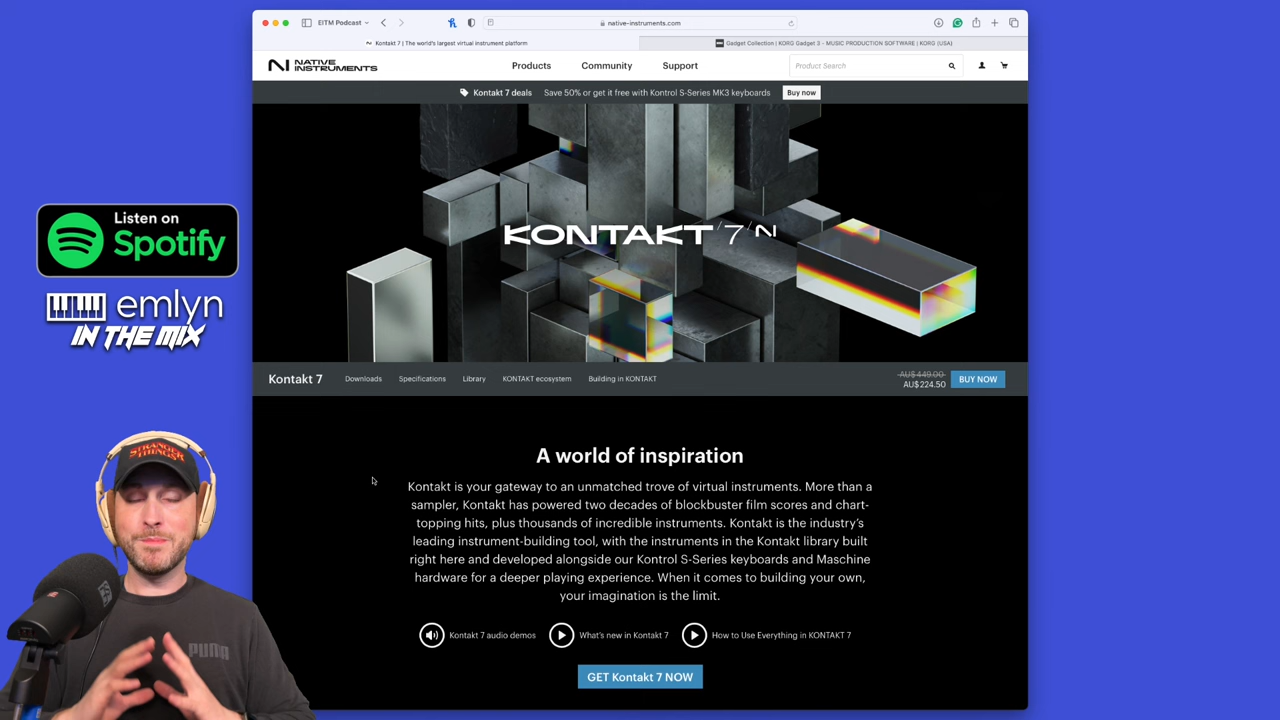 EITM Podcast
native-instruments.com
Kontakt 7 | The world's largest virtual instrument platform
Gadget Collection | KORG Gadget 3 - MUSIC PRODUCTION SOFTWARE | KORG (USA)
NATIVE INSTRUMENTS
Products
Community
Support
Product Search
Kontakt 7 deals
Save 50% or get it free with Kontrol S-Series MK3 keyboards
Buy now
KONTAKT /7/
Kontakt 7
Downloads
Specifications
Library
KONTAKT ecosystem
Building in KONTAKT
AU$ 449.00
AU$ 224.50
BUY NOW
A world of inspiration
Kontakt is your gateway to an unmatched trove of virtual instruments. More than a
sampler, Kontakt has powered two decades of blockbuster film scores and chart-
topping hits, plus thousands of incredible instruments. Kontakt is the industry's
leading instrument-building tool, with the instruments in the Kontakt library built
right here and developed alongside our Kontrol S-Series keyboards and Maschine
hardware for a deeper playing experience. When it comes to building your own,
your imagination is the limit.
Kontakt 7 audio demos
What's new in Kontakt 7
How to Use Everything in KONTAKT 7
GET Kontakt 7 NOW
Listen on
Spotify
emlyn
IN THE MIX
STRANGER
THINGS
PUMA